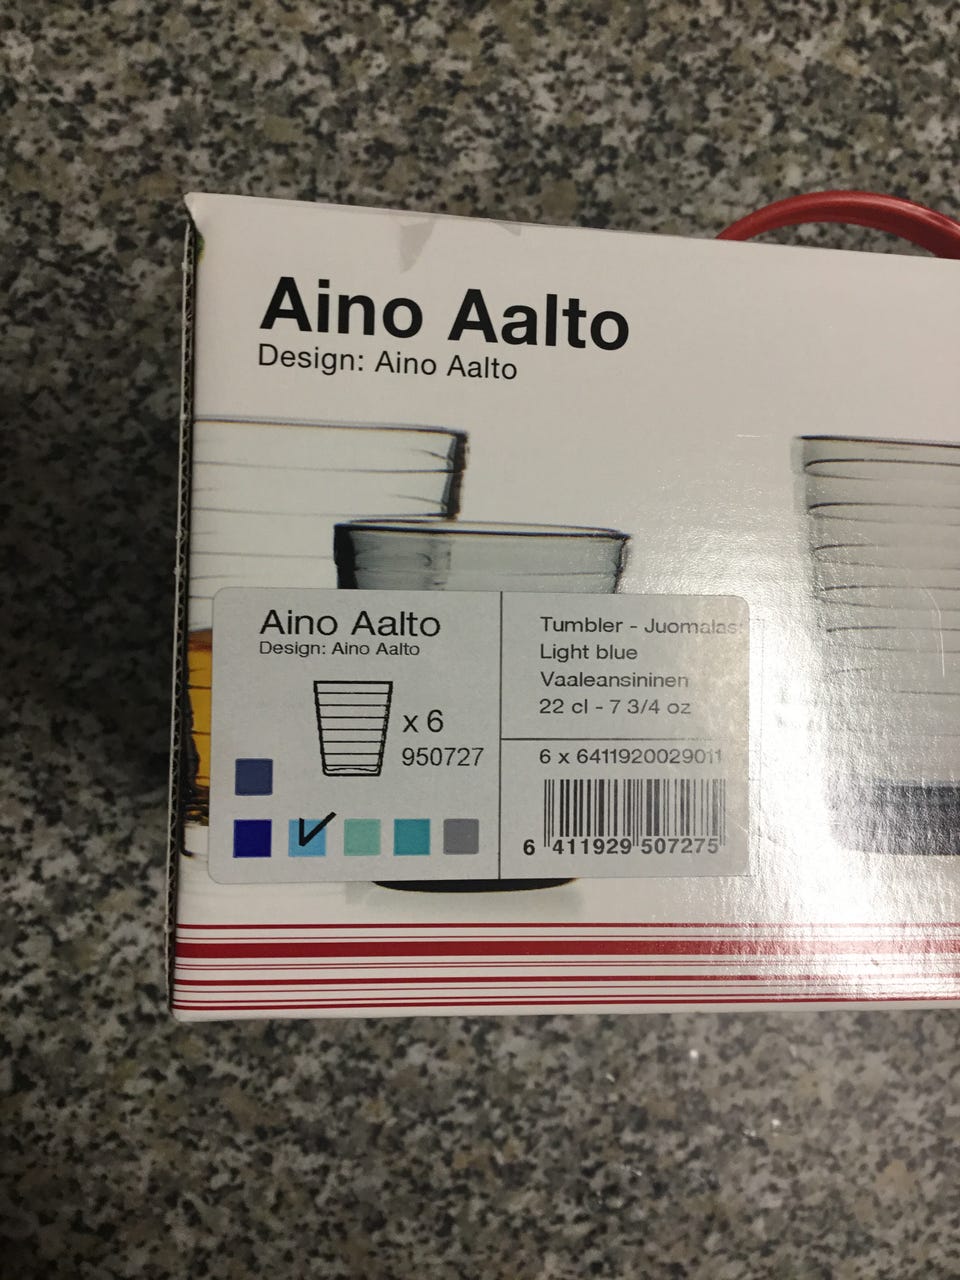 Aino Aalto
Design: Aino Aalto
Aino Aalto
Design: Aino Aalto
x 6
950727
Tumbler - Juomalas
Light blue
Vaaleansininen
22 cl - 7 3/4 oz
6 x 6411920029011
6 411929 507275